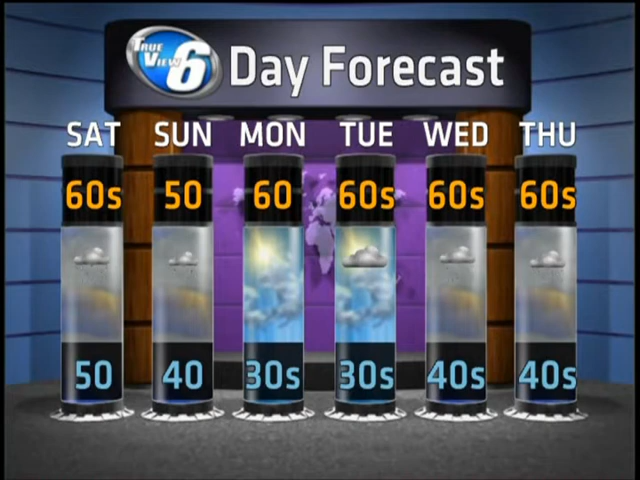 TRUE VIEW 6 Day Forecast
SAT SUN MON TUE WED THU
60s 50 60 60s 60s 60s
50 40 30s 30s 40s 40s